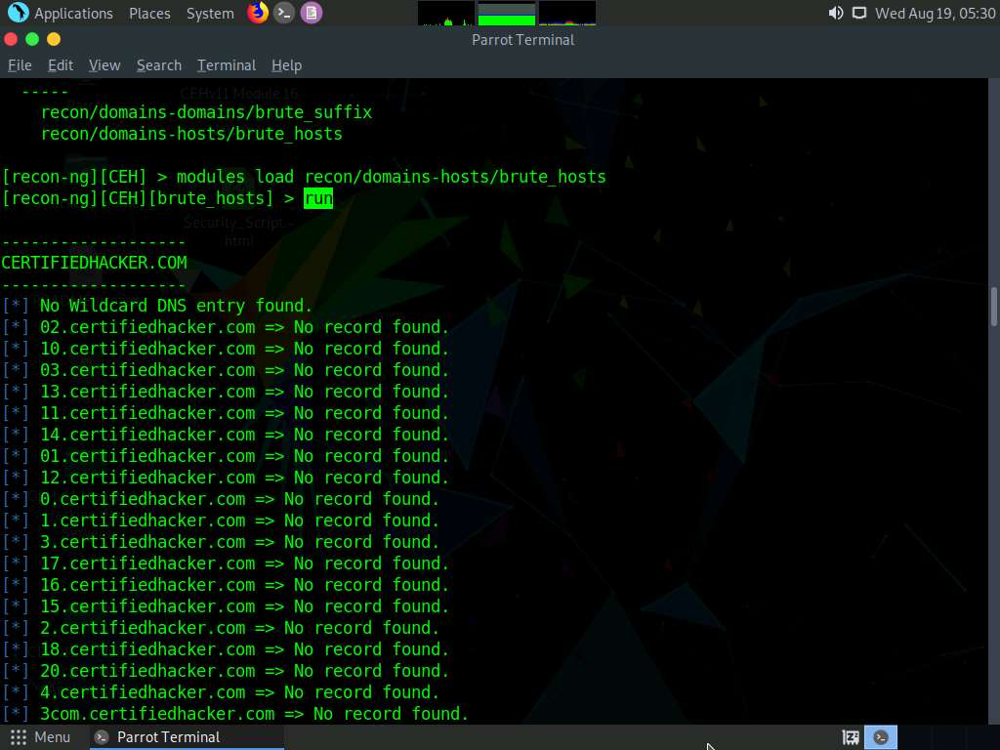 Applications Places System Wed Aug 19, 05:30
Parrot Terminal
File Edit View Search Terminal Help
CEHv11 Module 16
-----
recon/domains-domains/brute_suffix
recon/domains-hosts/brute_hosts
[recon-ng][CEH] > modules load recon/domains-hosts/brute_hosts
[recon-ng][CEH][brute_hosts] > run
Security_Script.-
html
-------------------
CERTIFIEDHACKER.COM
-------------------
[*] No Wildcard DNS entry found.
[*] 02.certifiedhacker.com => No record found.
[*] 10.certifiedhacker.com => No record found.
[*] 03.certifiedhacker.com => No record found.
[*] 13.certifiedhacker.com => No record found.
[*] 11.certifiedhacker.com => No record found.
[*] 14.certifiedhacker.com => No record found.
[*] 01.certifiedhacker.com => No record found.
[*] 12.certifiedhacker.com => No record found.
[*] 0.certifiedhacker.com => No record found.
[*] 1.certifiedhacker.com => No record found.
[*] 3.certifiedhacker.com => No record found.
[*] 17.certifiedhacker.com => No record found.
[*] 16.certifiedhacker.com => No record found.
[*] 15.certifiedhacker.com => No record found.
[*] 2.certifiedhacker.com => No record found.
[*] 18.certifiedhacker.com => No record found.
[*] 20.certifiedhacker.com => No record found.
[*] 4.certifiedhacker.com => No record found.
[*] 3com.certifiedhacker.com => No record found.
Menu Parrot Terminal